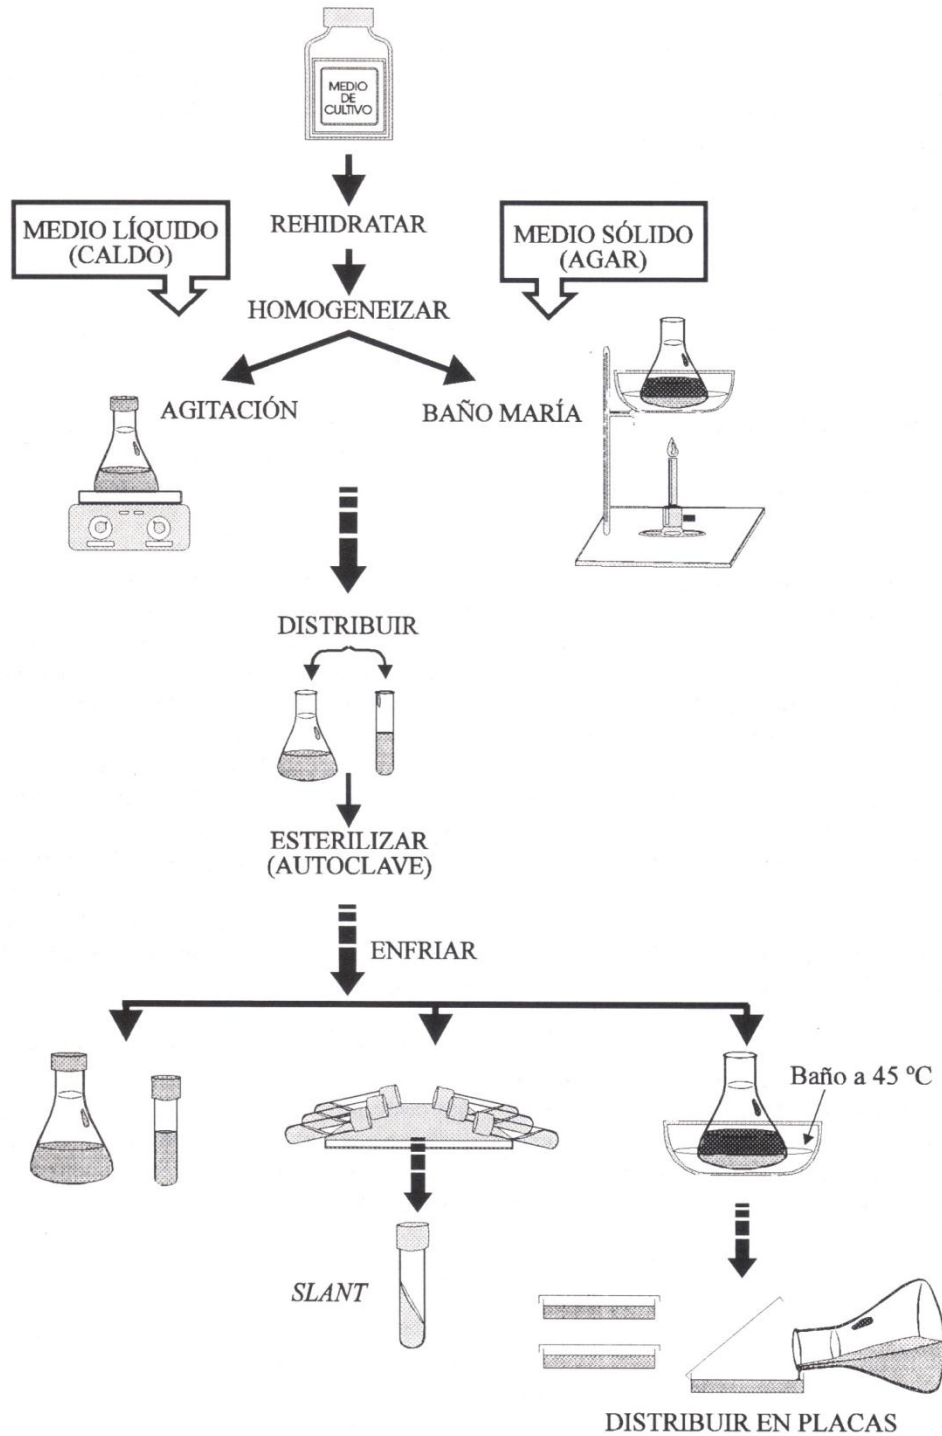 MEDIO
DE
CULTIVO
REHIDRATAR
MEDIO LÍQUIDO
(CALDO)
MEDIO SÓLIDO
(AGAR)
HOMOGENEIZAR
AGITACIÓN
BAÑO MARÍA
DISTRIBUIR
ESTERILIZAR
(AUTOCLAVE)
ENFRIAR
Baño a 45 ºC
SLANT
DISTRIBUIR EN PLACAS